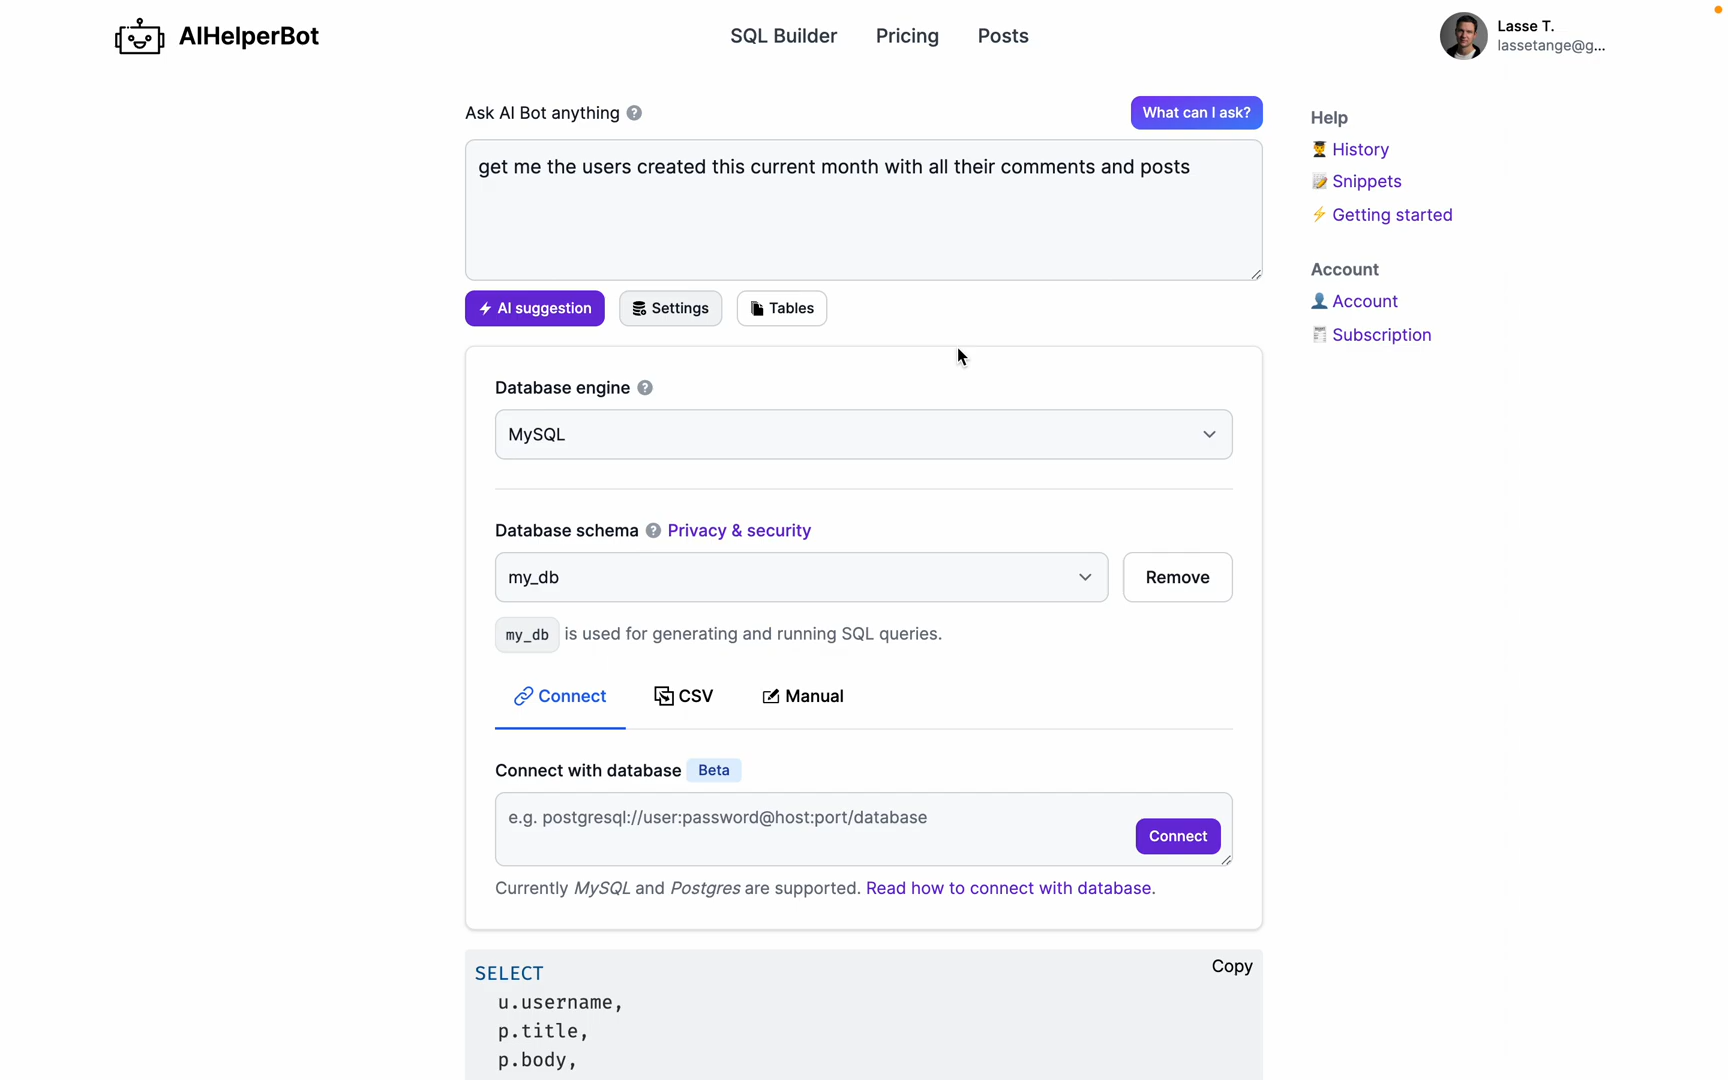 AIHelperBot
SQL Builder
Pricing
Posts
Lasse T.
lassetange@g...
Ask AI Bot anything ?
What can I ask?
get me the users created this current month with all their comments and posts
AI suggestion
Settings
Tables
Help
History
Snippets
Getting started
Account
Account
Subscription
Database engine ?
MySQL
Database schema ? Privacy & security
my_db
Remove
my_db is used for generating and running SQL queries.
Connect
CSV
Manual
Connect with database Beta
e.g. postgresql://user:password@host:port/database
Connect
Currently MySQL and Postgres are supported. Read how to connect with database.
Copy
SELECT
u.username,
p.title,
p.body,